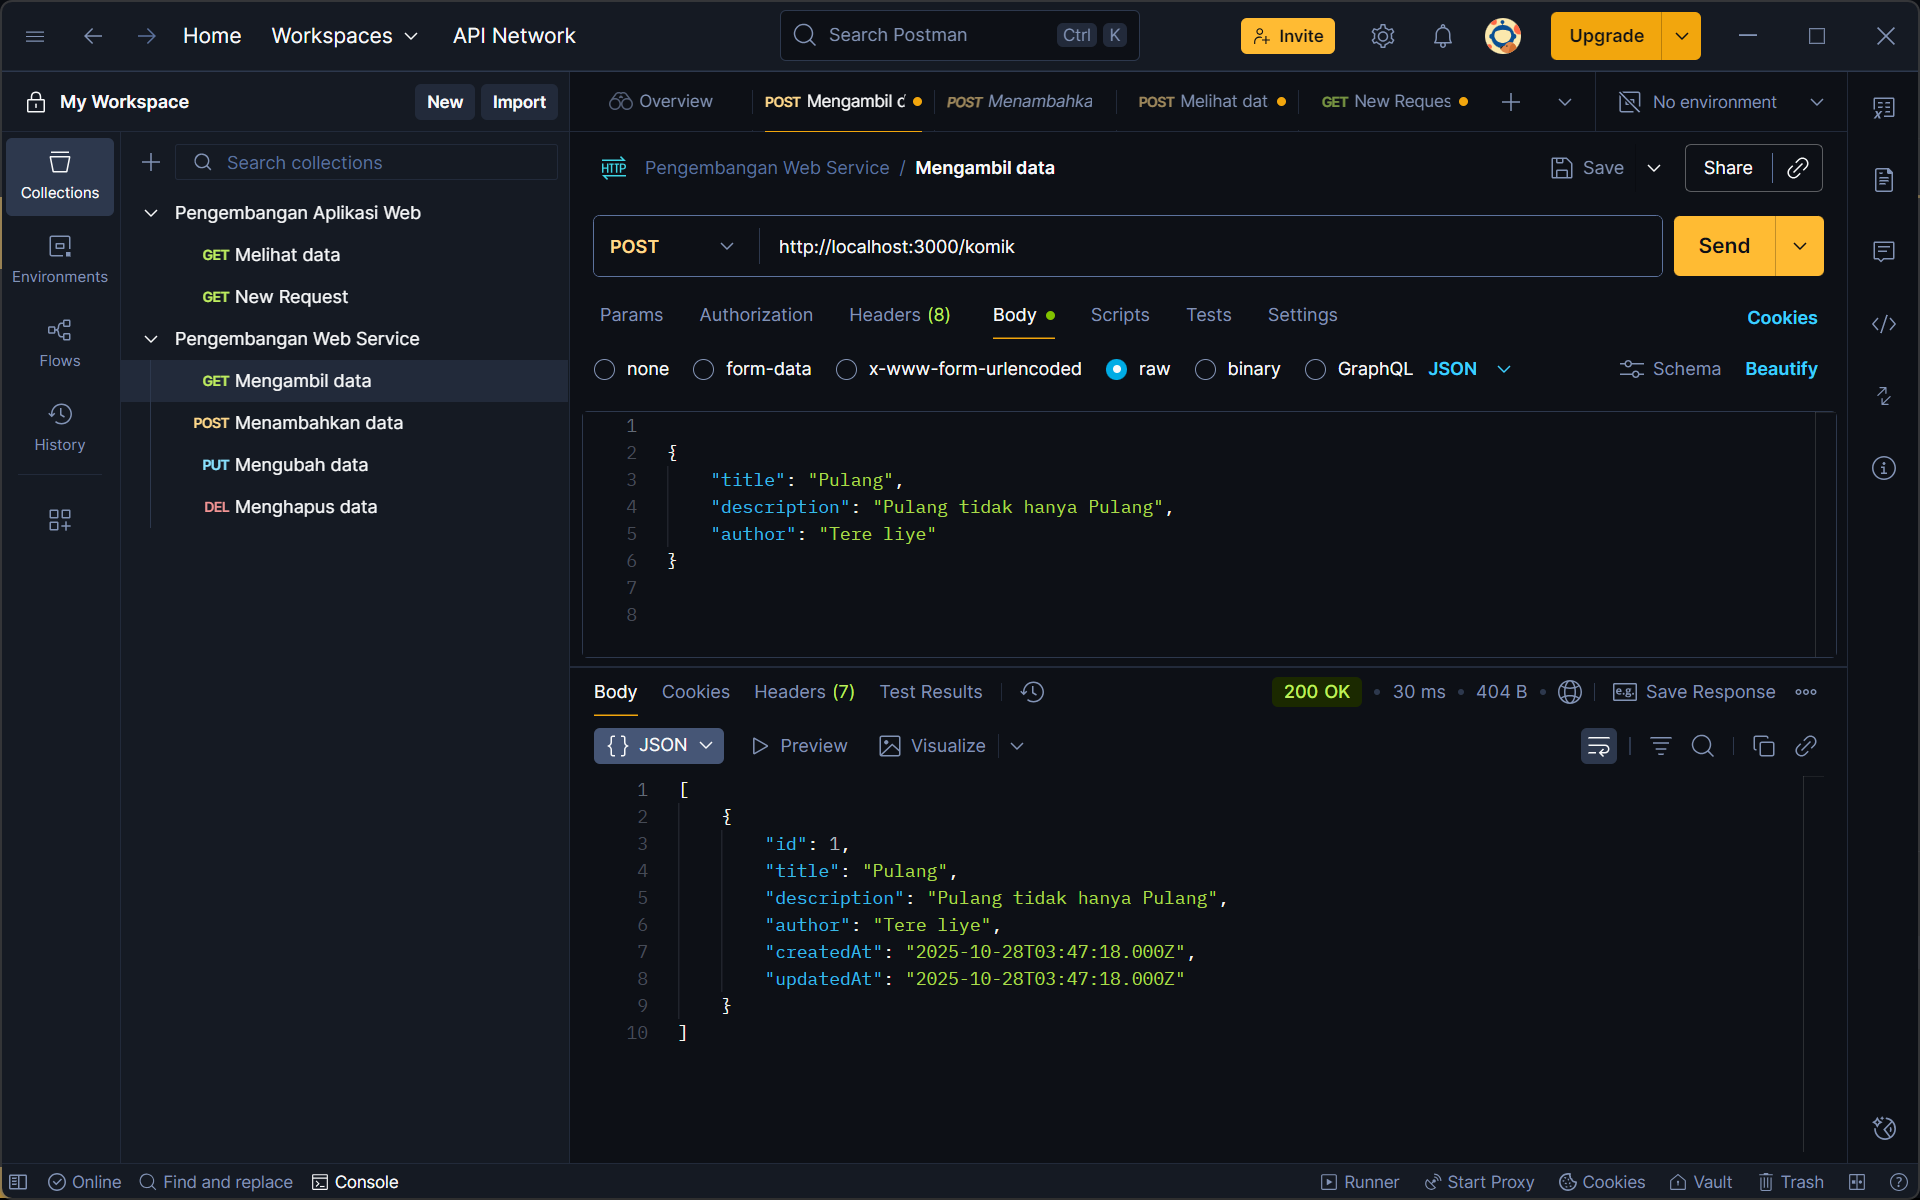 Home Workspaces API Network Search Postman Ctrl K Invite Upgrade
My Workspace New Import Overview POST Mengambil d POST Menambahka POST Melihat dat GET New Reques No environment
Collections
Environments
Flows
History
Search collections
Pengembangan Aplikasi Web
GET Melihat data
GET New Request
Pengembangan Web Service
GET Mengambil data
POST Menambahkan data
PUT Mengubah data
DEL Menghapus data
HTTP Pengembangan Web Service / Mengambil data Save Share
POST http://localhost:3000/komik Send
Params Authorization Headers (8) Body Scripts Tests Settings Cookies
none form-data x-www-form-urlencoded raw binary GraphQL JSON Schema Beautify
1
2 {
3 "title": "Pulang",
4 "description": "Pulang tidak hanya Pulang",
5 "author": "Tere liye"
6 }
7
8
Body Cookies Headers (7) Test Results 200 OK • 30 ms • 404 B • e.g. Save Response
{} JSON Preview Visualize
1 [
2 {
3 "id": 1,
4 "title": "Pulang",
5 "description": "Pulang tidak hanya Pulang",
6 "author": "Tere liye",
7 "createdAt": "2025-10-28T03:47:18.000Z",
8 "updatedAt": "2025-10-28T03:47:18.000Z"
9 }
10 ]
Online Find and replace Console Runner Start Proxy Cookies Vault Trash